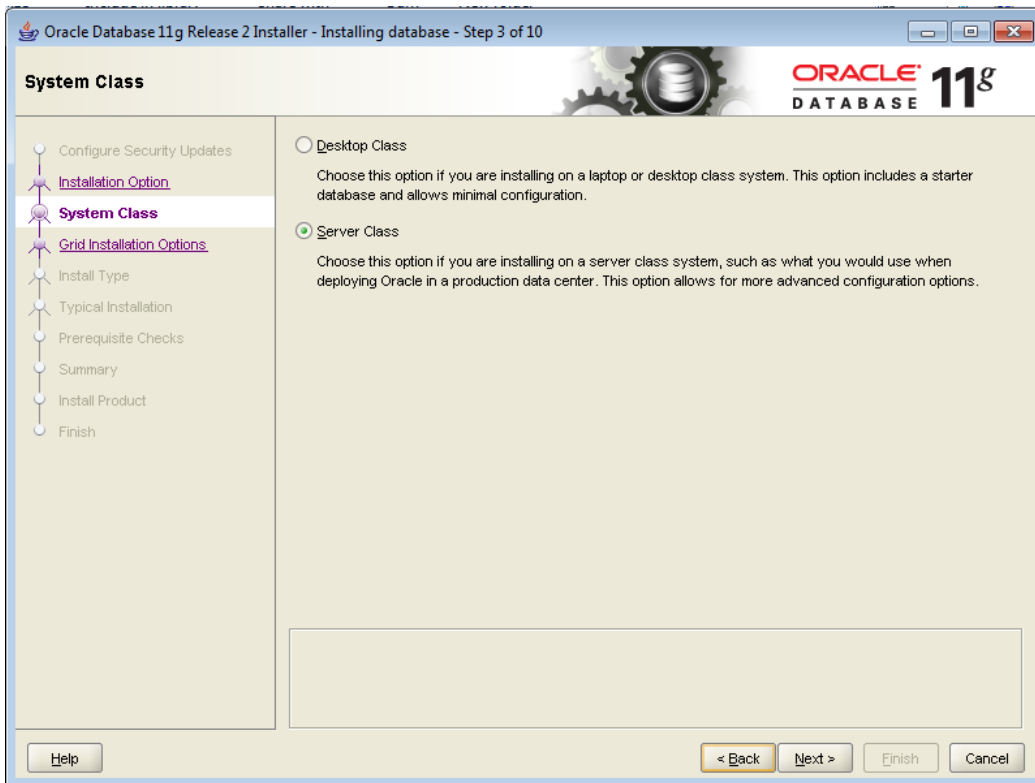 Oracle Database 11g Release 2 Installer - Installing database - Step 3 of 10
System Class
ORACLE
DATABASE
11g
Configure Security Updates
Installation Option
System Class
Grid Installation Options
Install Type
Typical Installation
Prerequisite Checks
Summary
Install Product
Finish
Desktop Class
Choose this option if you are installing on a laptop or desktop class system. This option includes a starter
database and allows minimal configuration.
Server Class
Choose this option if you are installing on a server class system, such as what you would use when
deploying Oracle in a production data center. This option allows for more advanced configuration options.
Help
< Back
Next >
Finish
Cancel